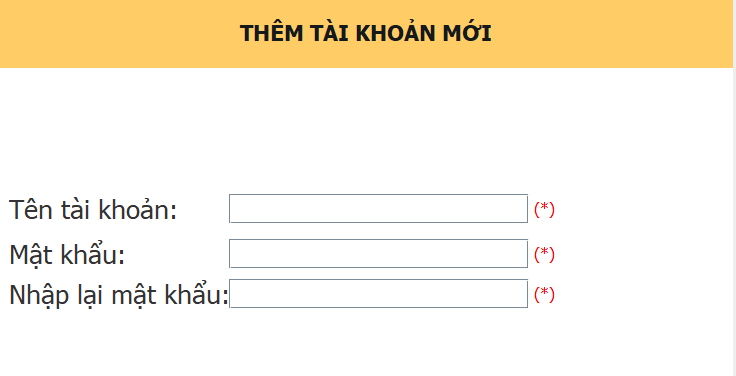 THÊM TÀI KHOẢN MỚI
Tên tài khoản: (*)
Mật khẩu: (*)
Nhập lại mật khẩu: (*)